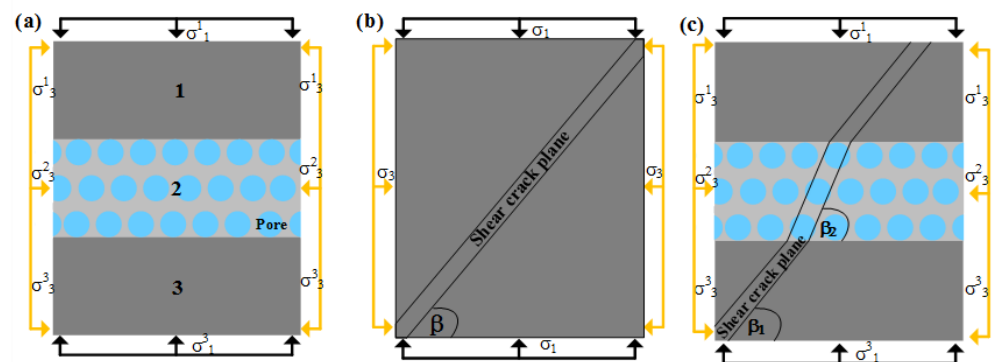 (a)
σ¹₁
σ¹₃
σ¹₃
1
σ²₃
σ²₃
2
Pore
σ³₃
σ³₃
3
σ³₁
(b)
σ₁
σ₃
σ₃
Shear crack plane
β
σ₁
(c)
σ¹₁
σ¹₃
σ¹₃
σ²₃
σ²₃
β₂
σ³₃
σ³₃
Shear crack plane
β₁
σ³₁